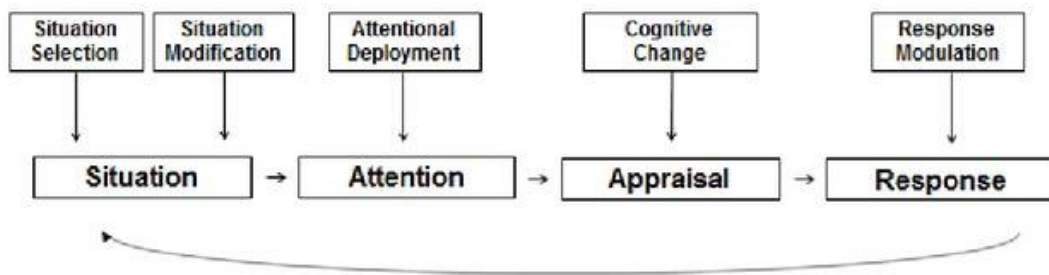 Situation
Selection
Situation
Modification
Attentional
Deployment
Cognitive
Change
Response
Modulation
Situation
Attention
Appraisal
Response